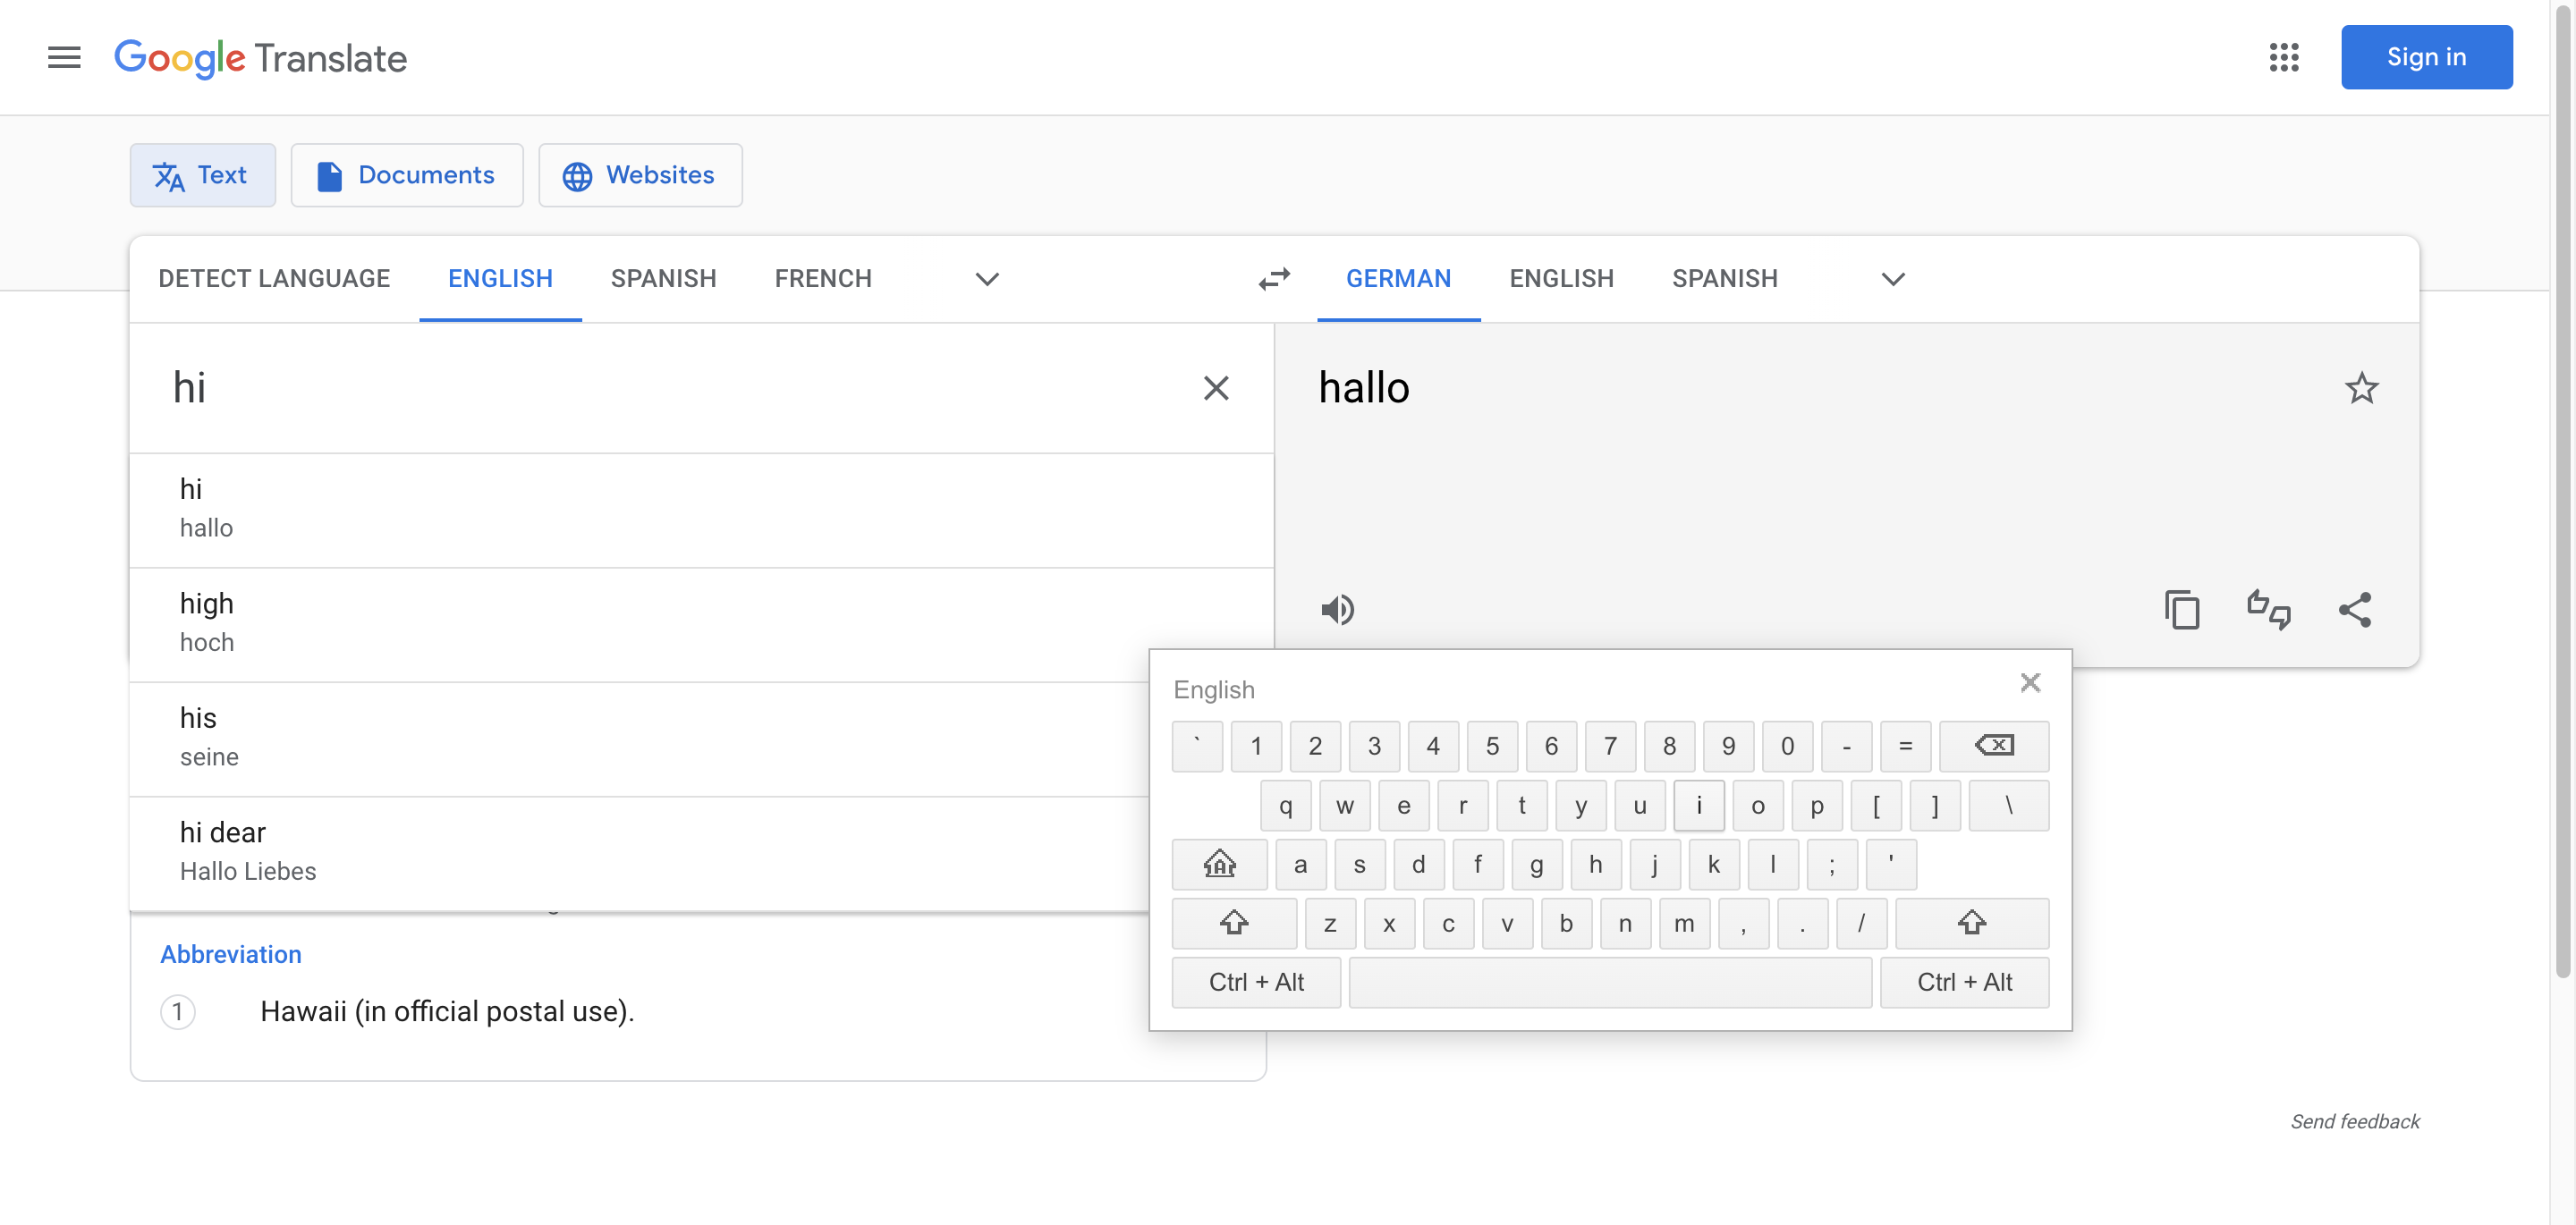 Google Translate
Sign in
Text Documents Websites
DETECT LANGUAGE ENGLISH SPANISH FRENCH GERMAN ENGLISH SPANISH
hi
hallo
hi
hallo
high
hoch
his
seine
hi dear
Hallo Liebes
Abbreviation
1 Hawaii (in official postal use).
English
` 1 2 3 4 5 6 7 8 9 0 - =
q w e r t y u i o p [ ] \
a s d f g h j k l ; '
z x c v b n m , . /
Ctrl + Alt Ctrl + Alt
Send feedback